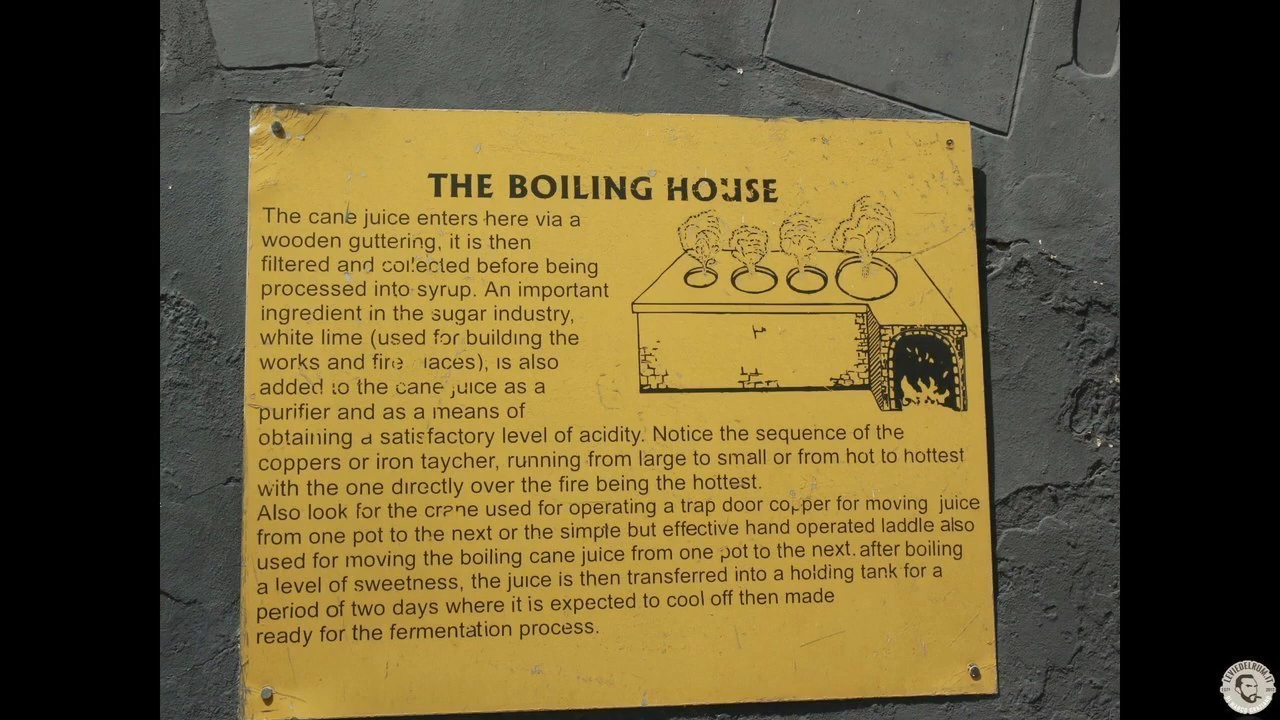 THE BOILING HOUSE
The cane juice enters here via a
wooden guttering, it is then
filtered and collected before being
processed into syrup. An important
ingredient in the sugar industry,
white lime (used for building the
works and fire laces), is also
added to the cane juice as a
purifier and as a means of
obtaining a satisfactory level of acidity. Notice the sequence of the
coppers or iron taycher, running from large to small or from hot to hottest
with the one directly over the fire being the hottest.
Also look for the crane used for operating a trap door copper for moving juice
from one pot to the next or the simple but effective hand operated laddle also
used for moving the boiling cane juice from one pot to the next. after boiling
a level of sweetness, the juice is then transferred into a holding tank for a
period of two days where it is expected to cool off then made
ready for the fermentation process.